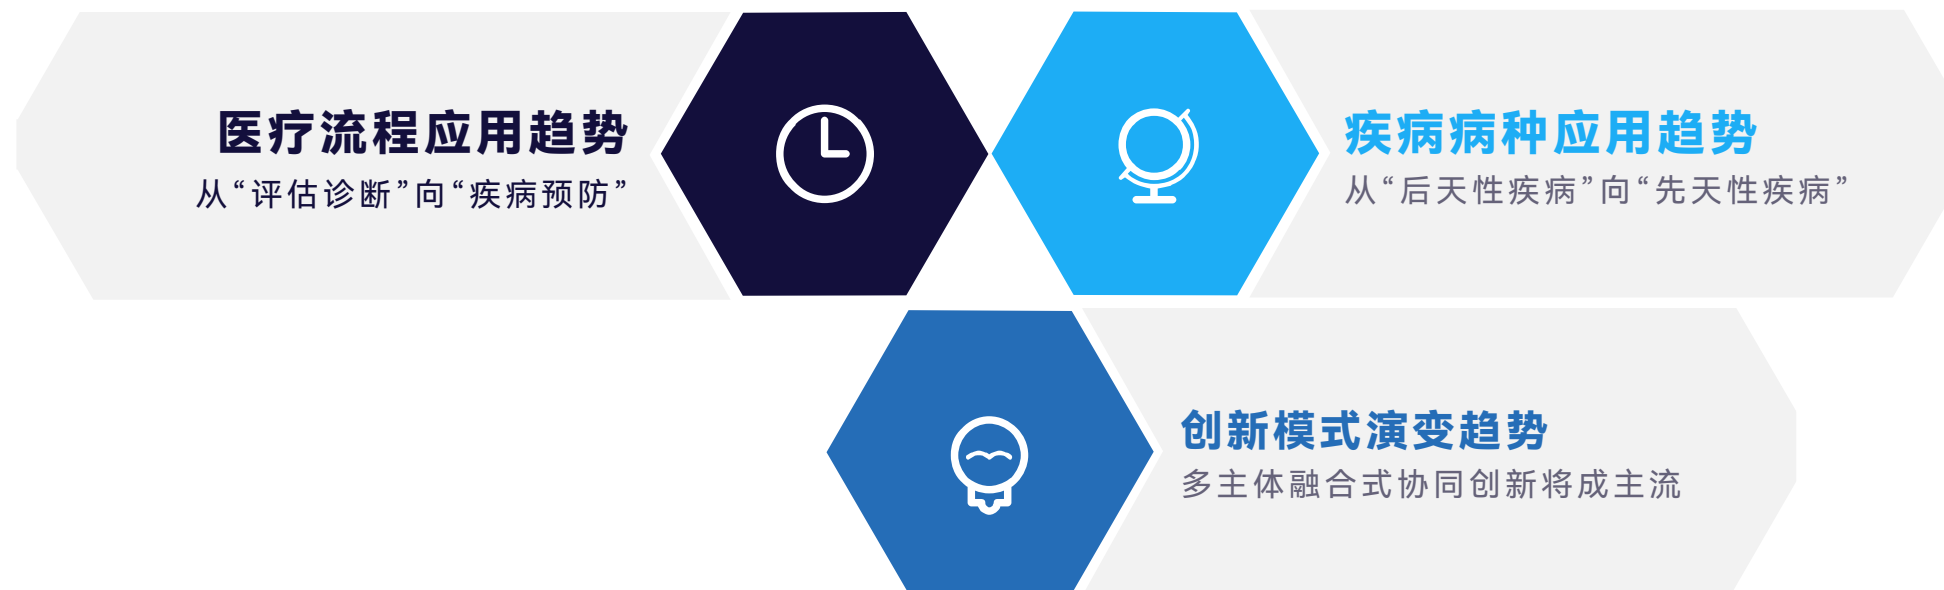 医疗流程应用趋势
从“评估诊断”向“疾病预防”
疾病病种应用趋势
从“后天性疾病”向“先天性疾病”
创新模式演变趋势
多主体融合式协同创新将成主流